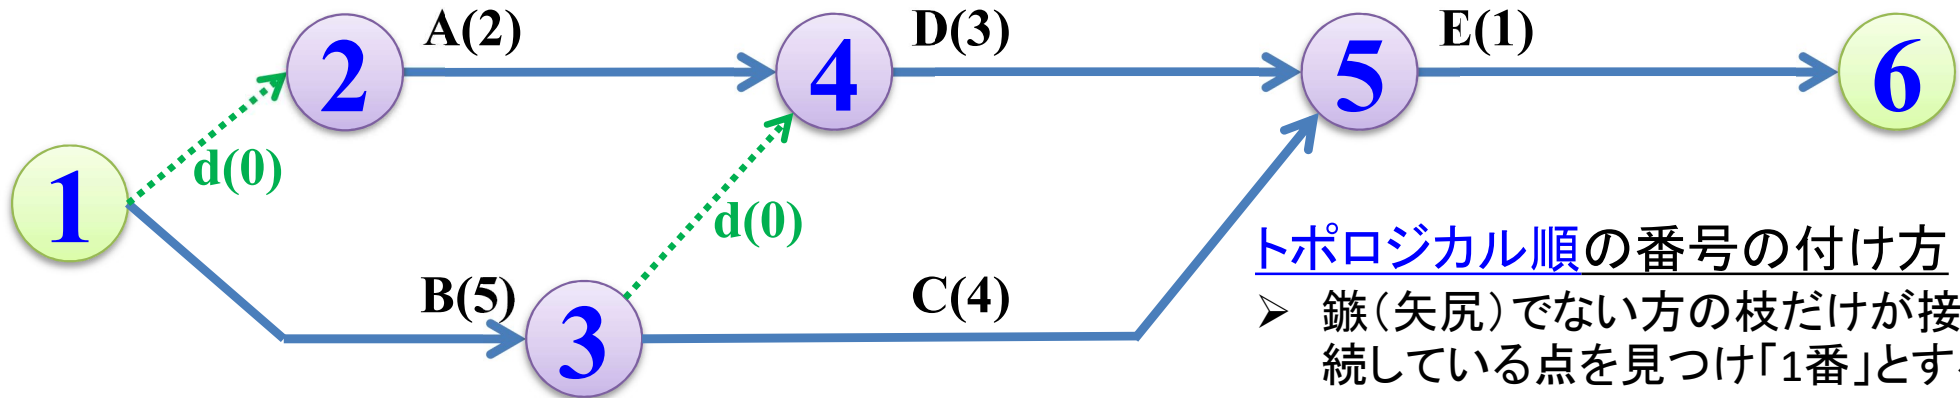 A(2)
D(3)
E(1)
2
4
5
6
d(0)
1
d(0)
B(5)
C(4)
3
トポロジカル順の番号の付け方
➢ 鏃(矢尻)でない方の枝だけが接
続している点を見つけ「1番」とす